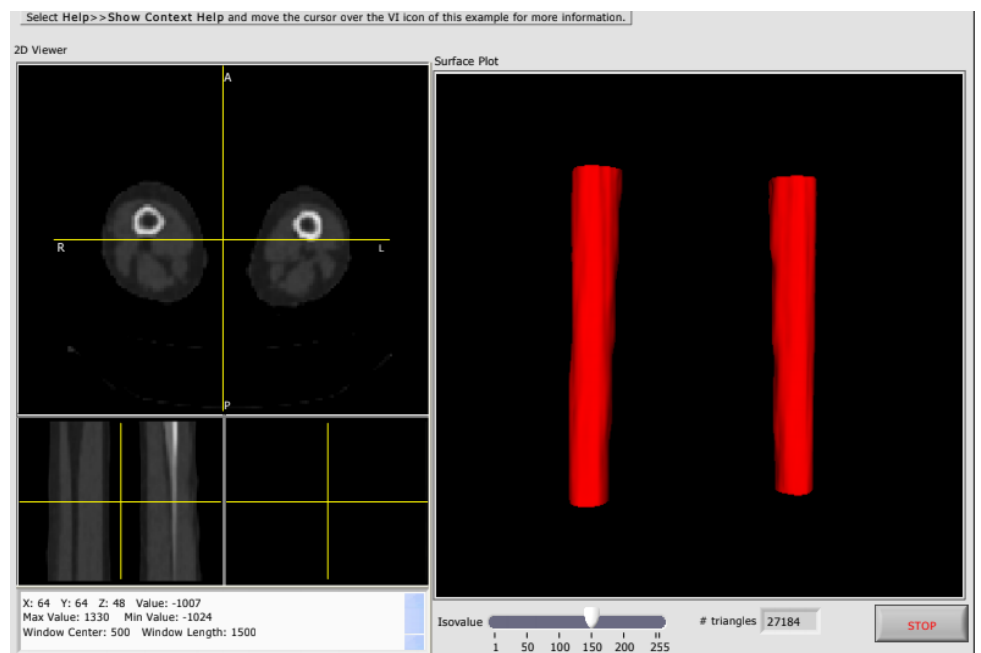 Select Help>>Show Context Help and move the cursor over the VI icon of this example for more information.
2D Viewer
Surface Plot
A
R
L
P
X: 64 Y: 64 Z: 48 Value: -1007
Max Value: 1330 Min Value: -1024
Window Center: 500 Window Length: 1500
Isovalue
1 50 100 150 200 255
# triangles 27184
STOP